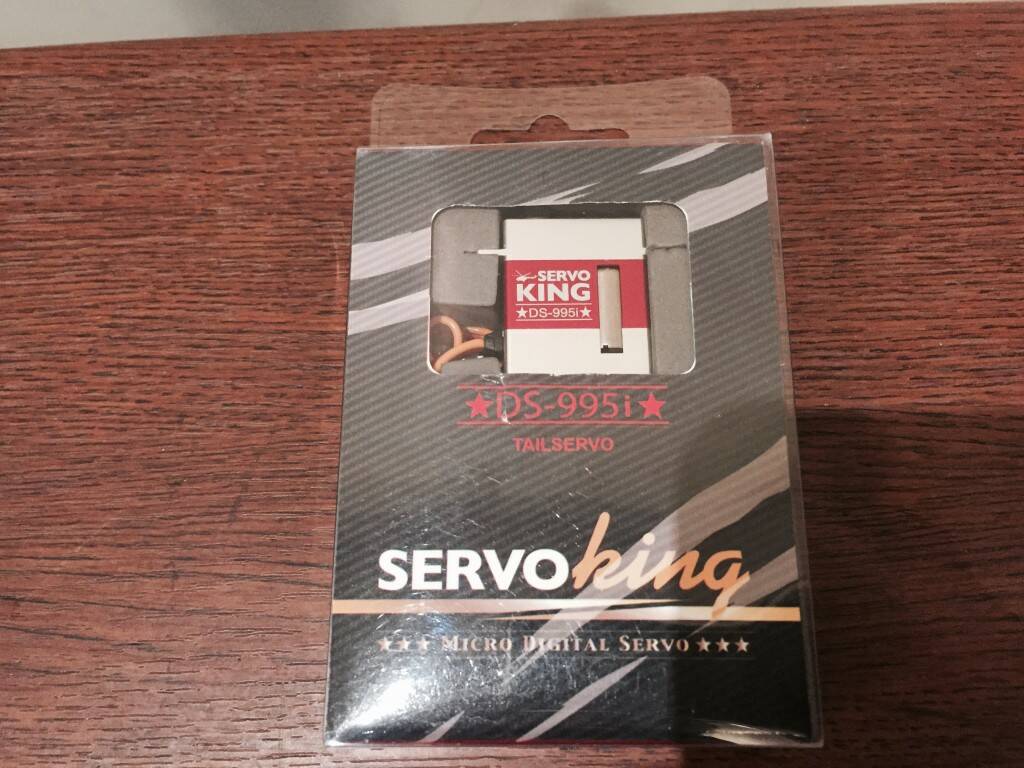 SERVO
KING
★DS-995i★
★DS-995i★
TAILSERVO
SERVOking
★★★ MICRO DIGITAL SERVO ★★★